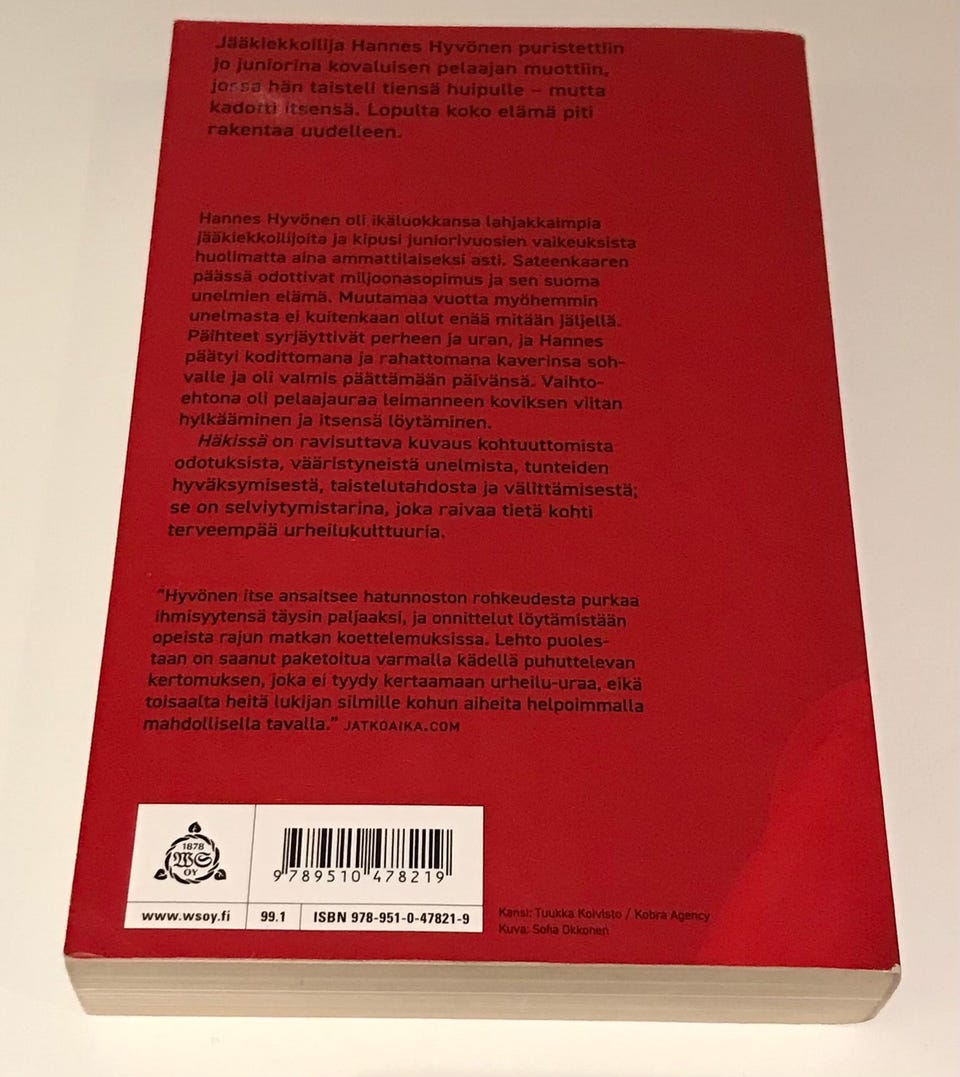 Jääkiekkoilija Hannes Hyvönen puristettiin
jo juniorina kovaluisen pelaajan muottiin,
jossa hän taisteli tiensä huipulle – mutta
kadotti itsensä. Lopulta koko elämä piti
rakentaa uudelleen.
Hannes Hyvönen oli ikäluokkansa lahjakkaimpia
jääkiekkoilijoita ja kipusi juniorivuosien vaikeuksista
huolimatta aina ammattilaiseksi asti. Sateenkaaren
päässä odottivat miljoonasopimus ja sen suoma
unelmien elämä. Muutamaa vuotta myöhemmin
unelmasta ei kuitenkaan ollut enää mitään jäljellä.
Päihteet syrjäyttivät perheen ja uran, ja Hannes
päätyi kodittomana ja rahattomana kaverinsa soh-
valle ja oli valmis päättämään päivänsä. Vaihto-
ehtona oli pelaajauraa leimanneen koviksen viitan
hylkääminen ja itsensä löytäminen.
Häkissä on ravisuttava kuvaus kohtuuttomista
odotuksista, vääristyneistä unelmista, tunteiden
hyväksymisestä, taistelutahdosta ja välittämisestä;
se on selviytymistarina, joka raivaa tietä kohti
terveempää urheilukulttuuria.
"Hyvönen itse ansaitsee hatunnoston rohkeudesta purkaa
ihmisyytensä täysin paljaaksi, ja onnittelut löytämistään
opeista rajun matkan koettelemuksissa. Lehto puoles-
taan on saanut paketoitua varmalla kädellä puhuttelevan
kertomuksen, joka ei tyydy kertaamaan urheilu-uraa, eikä
toisaalta heitä lukijan silmille kohun aiheita helpoimmalla
mahdollisella tavalla." JATKOAIKA.COM
1878
WS
OY
9 789510 478219
www.wsoy.fi 99.1 ISBN 978-951-0-47821-9
Kansi: Tuukka Koivisto / Kobra Agency
Kuva: Sofia Okkonen